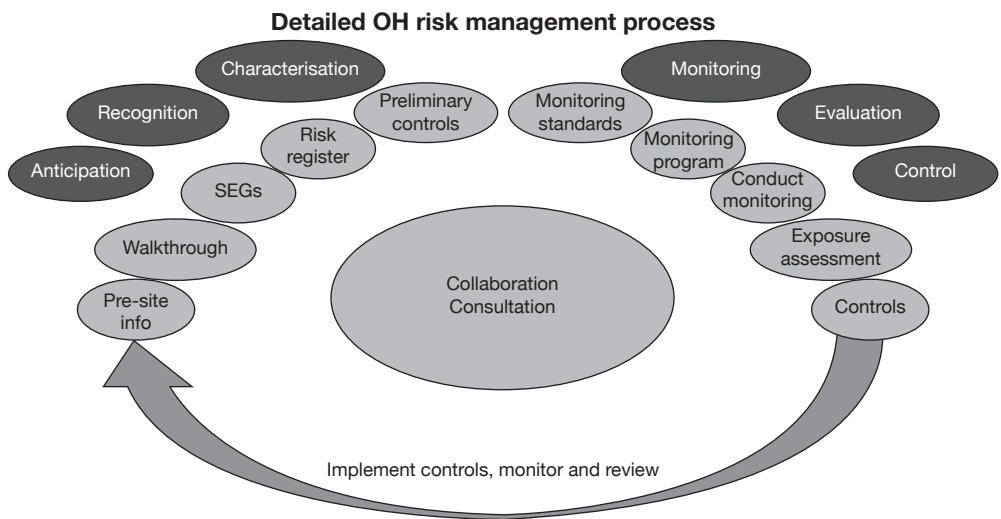 Detailed OH risk management process
Characterisation
Monitoring
Recognition
Evaluation
Anticipation
Control
Preliminary
controls
Monitoring
standards
Risk
register
Monitoring
program
SEGs
Conduct
monitoring
Walkthrough
Exposure
assessment
Pre-site
info
Controls
Collaboration
Consultation
Implement controls, monitor and review